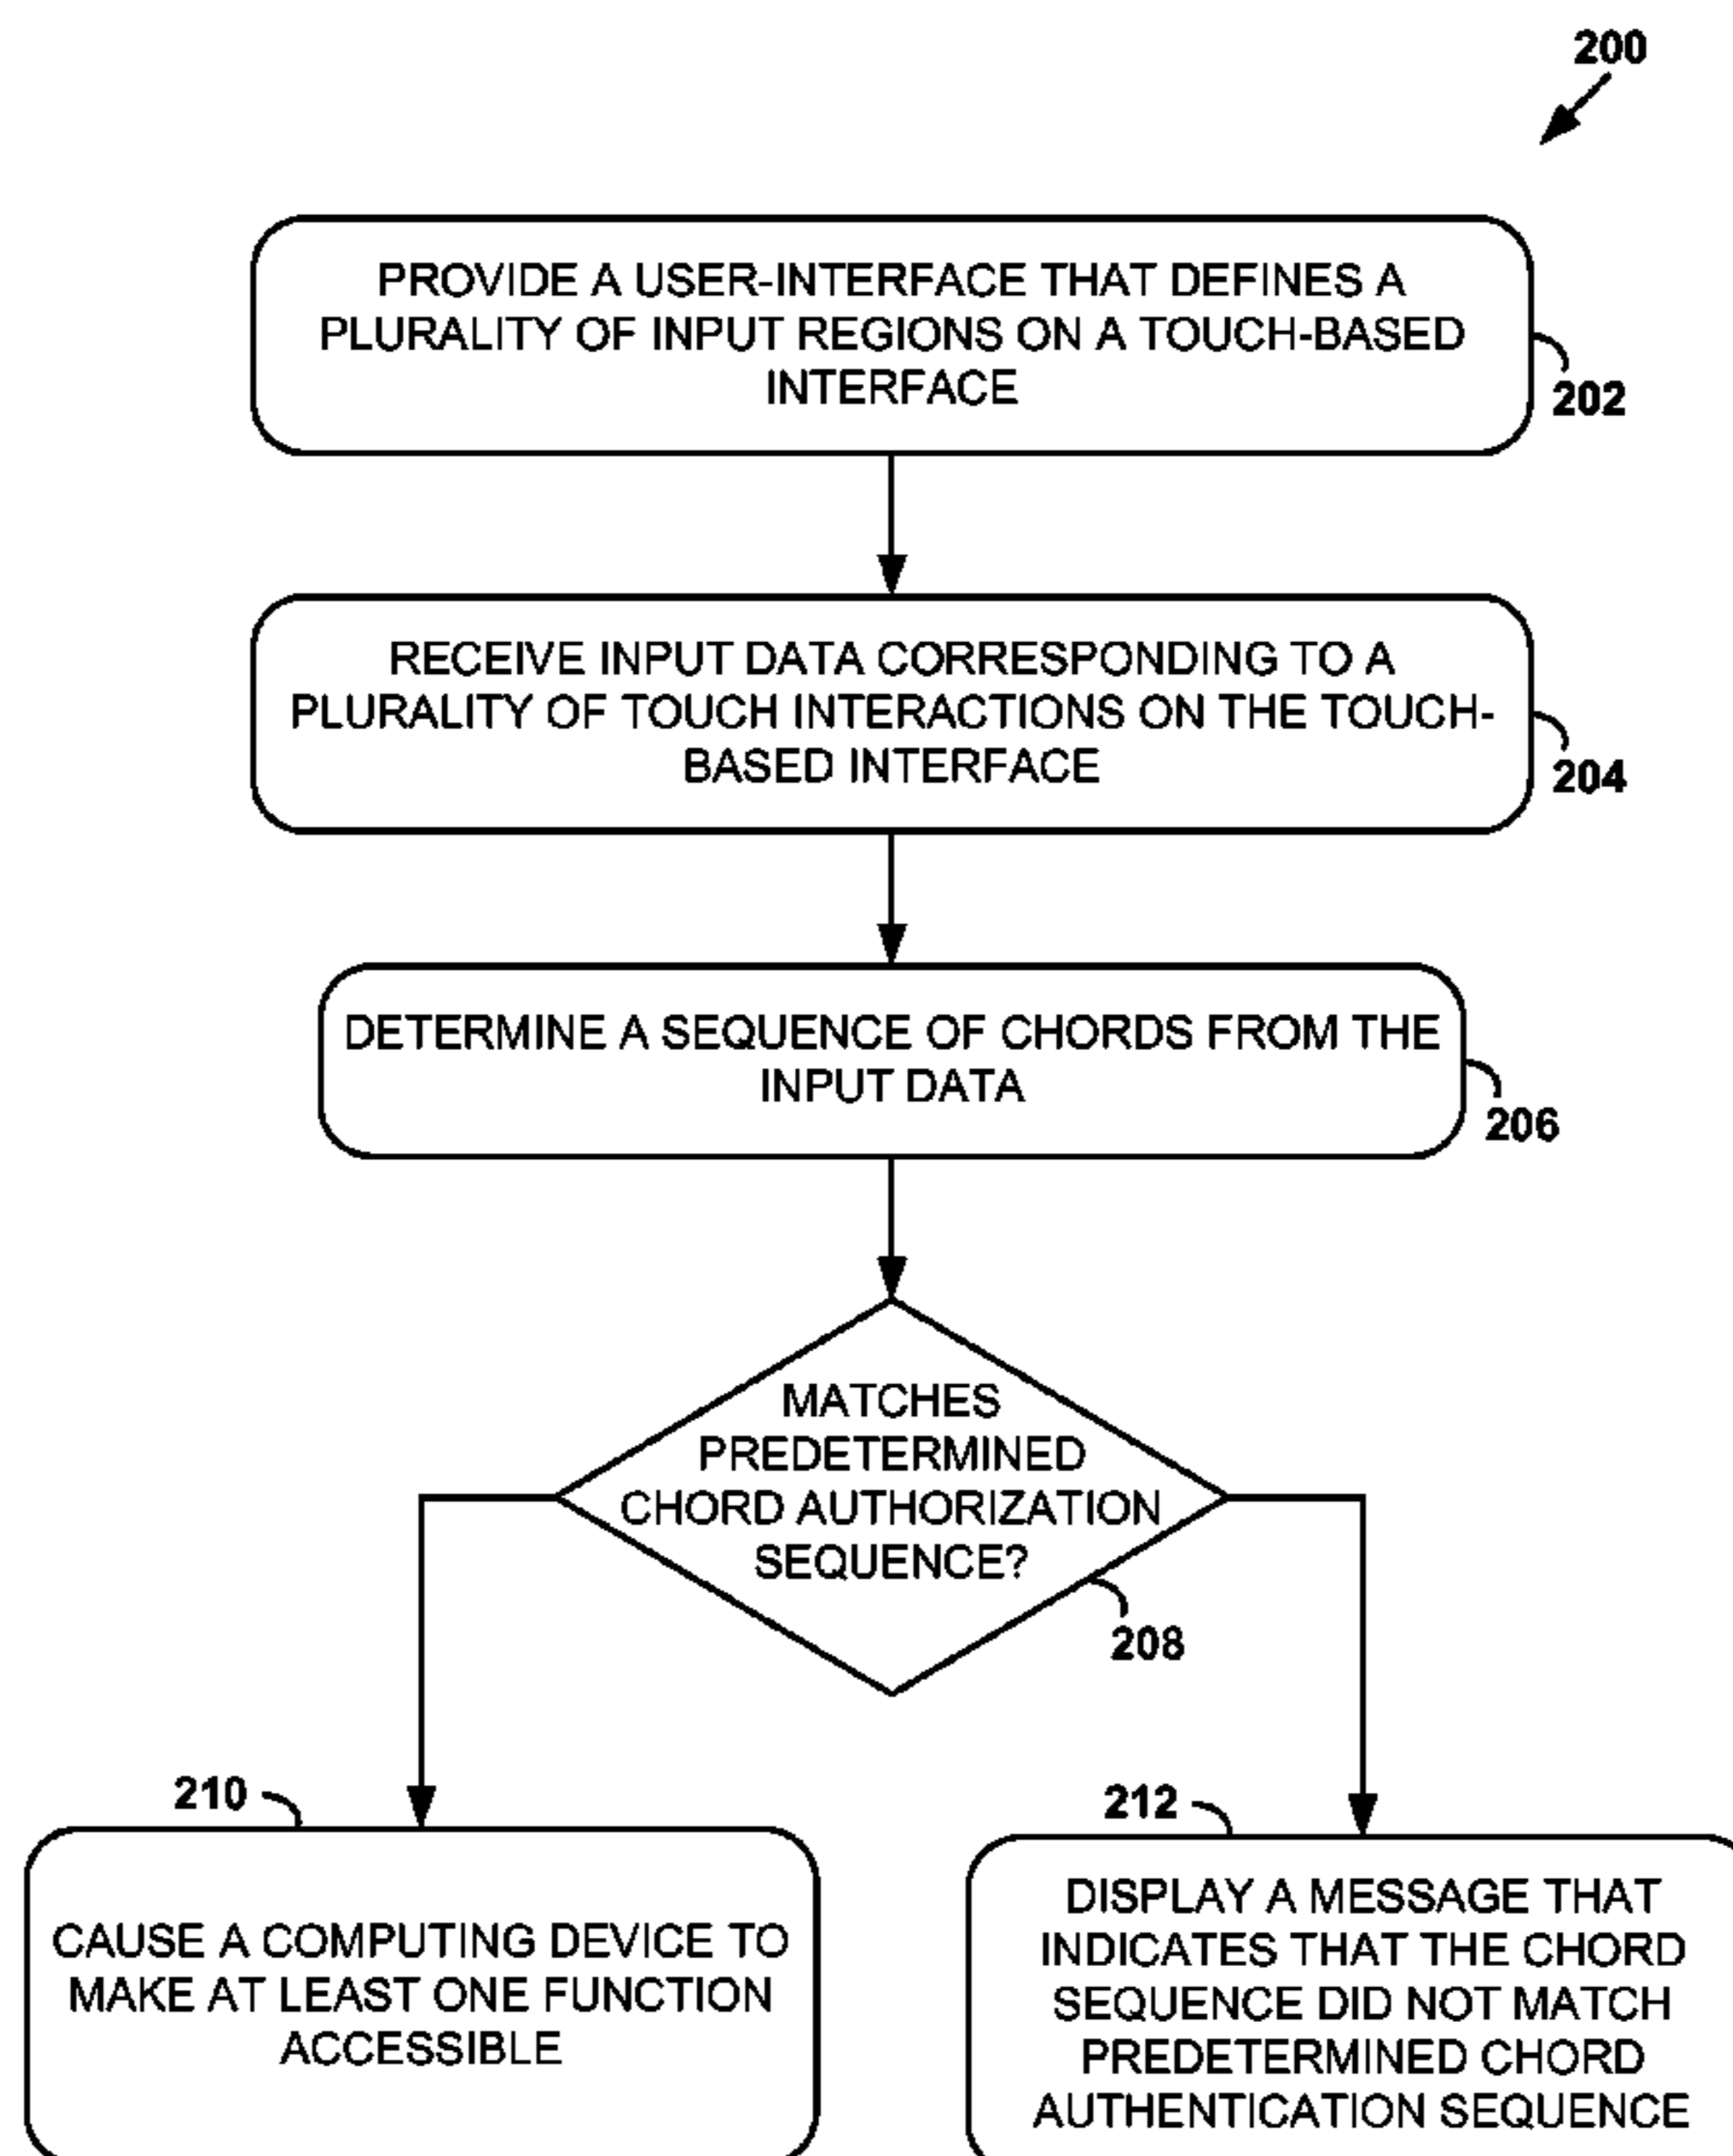 200
PROVIDE A USER-INTERFACE THAT DEFINES A
PLURALITY OF INPUT REGIONS ON A TOUCH-BASED
INTERFACE
202
RECEIVE INPUT DATA CORRESPONDING TO A
PLURALITY OF TOUCH INTERACTIONS ON THE TOUCH-
BASED INTERFACE
204
DETERMINE A SEQUENCE OF CHORDS FROM THE
INPUT DATA
206
MATCHES
PREDETERMINED
CHORD AUTHORIZATION
SEQUENCE?
208
210
CAUSE A COMPUTING DEVICE TO
MAKE AT LEAST ONE FUNCTION
ACCESSIBLE
212
DISPLAY A MESSAGE THAT
INDICATES THAT THE CHORD
SEQUENCE DID NOT MATCH
PREDETERMINED CHORD
AUTHENTICATION SEQUENCE